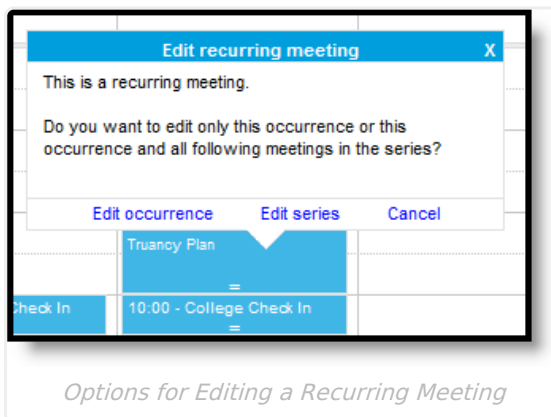 Edit recurring meeting X
This is a recurring meeting.
Do you want to edit only this occurrence or this
occurrence and all following meetings in the series?
Edit occurrence Edit series Cancel
Truancy Plan
=
Check In 10:00 - College Check In
=
Options for Editing a Recurring Meeting